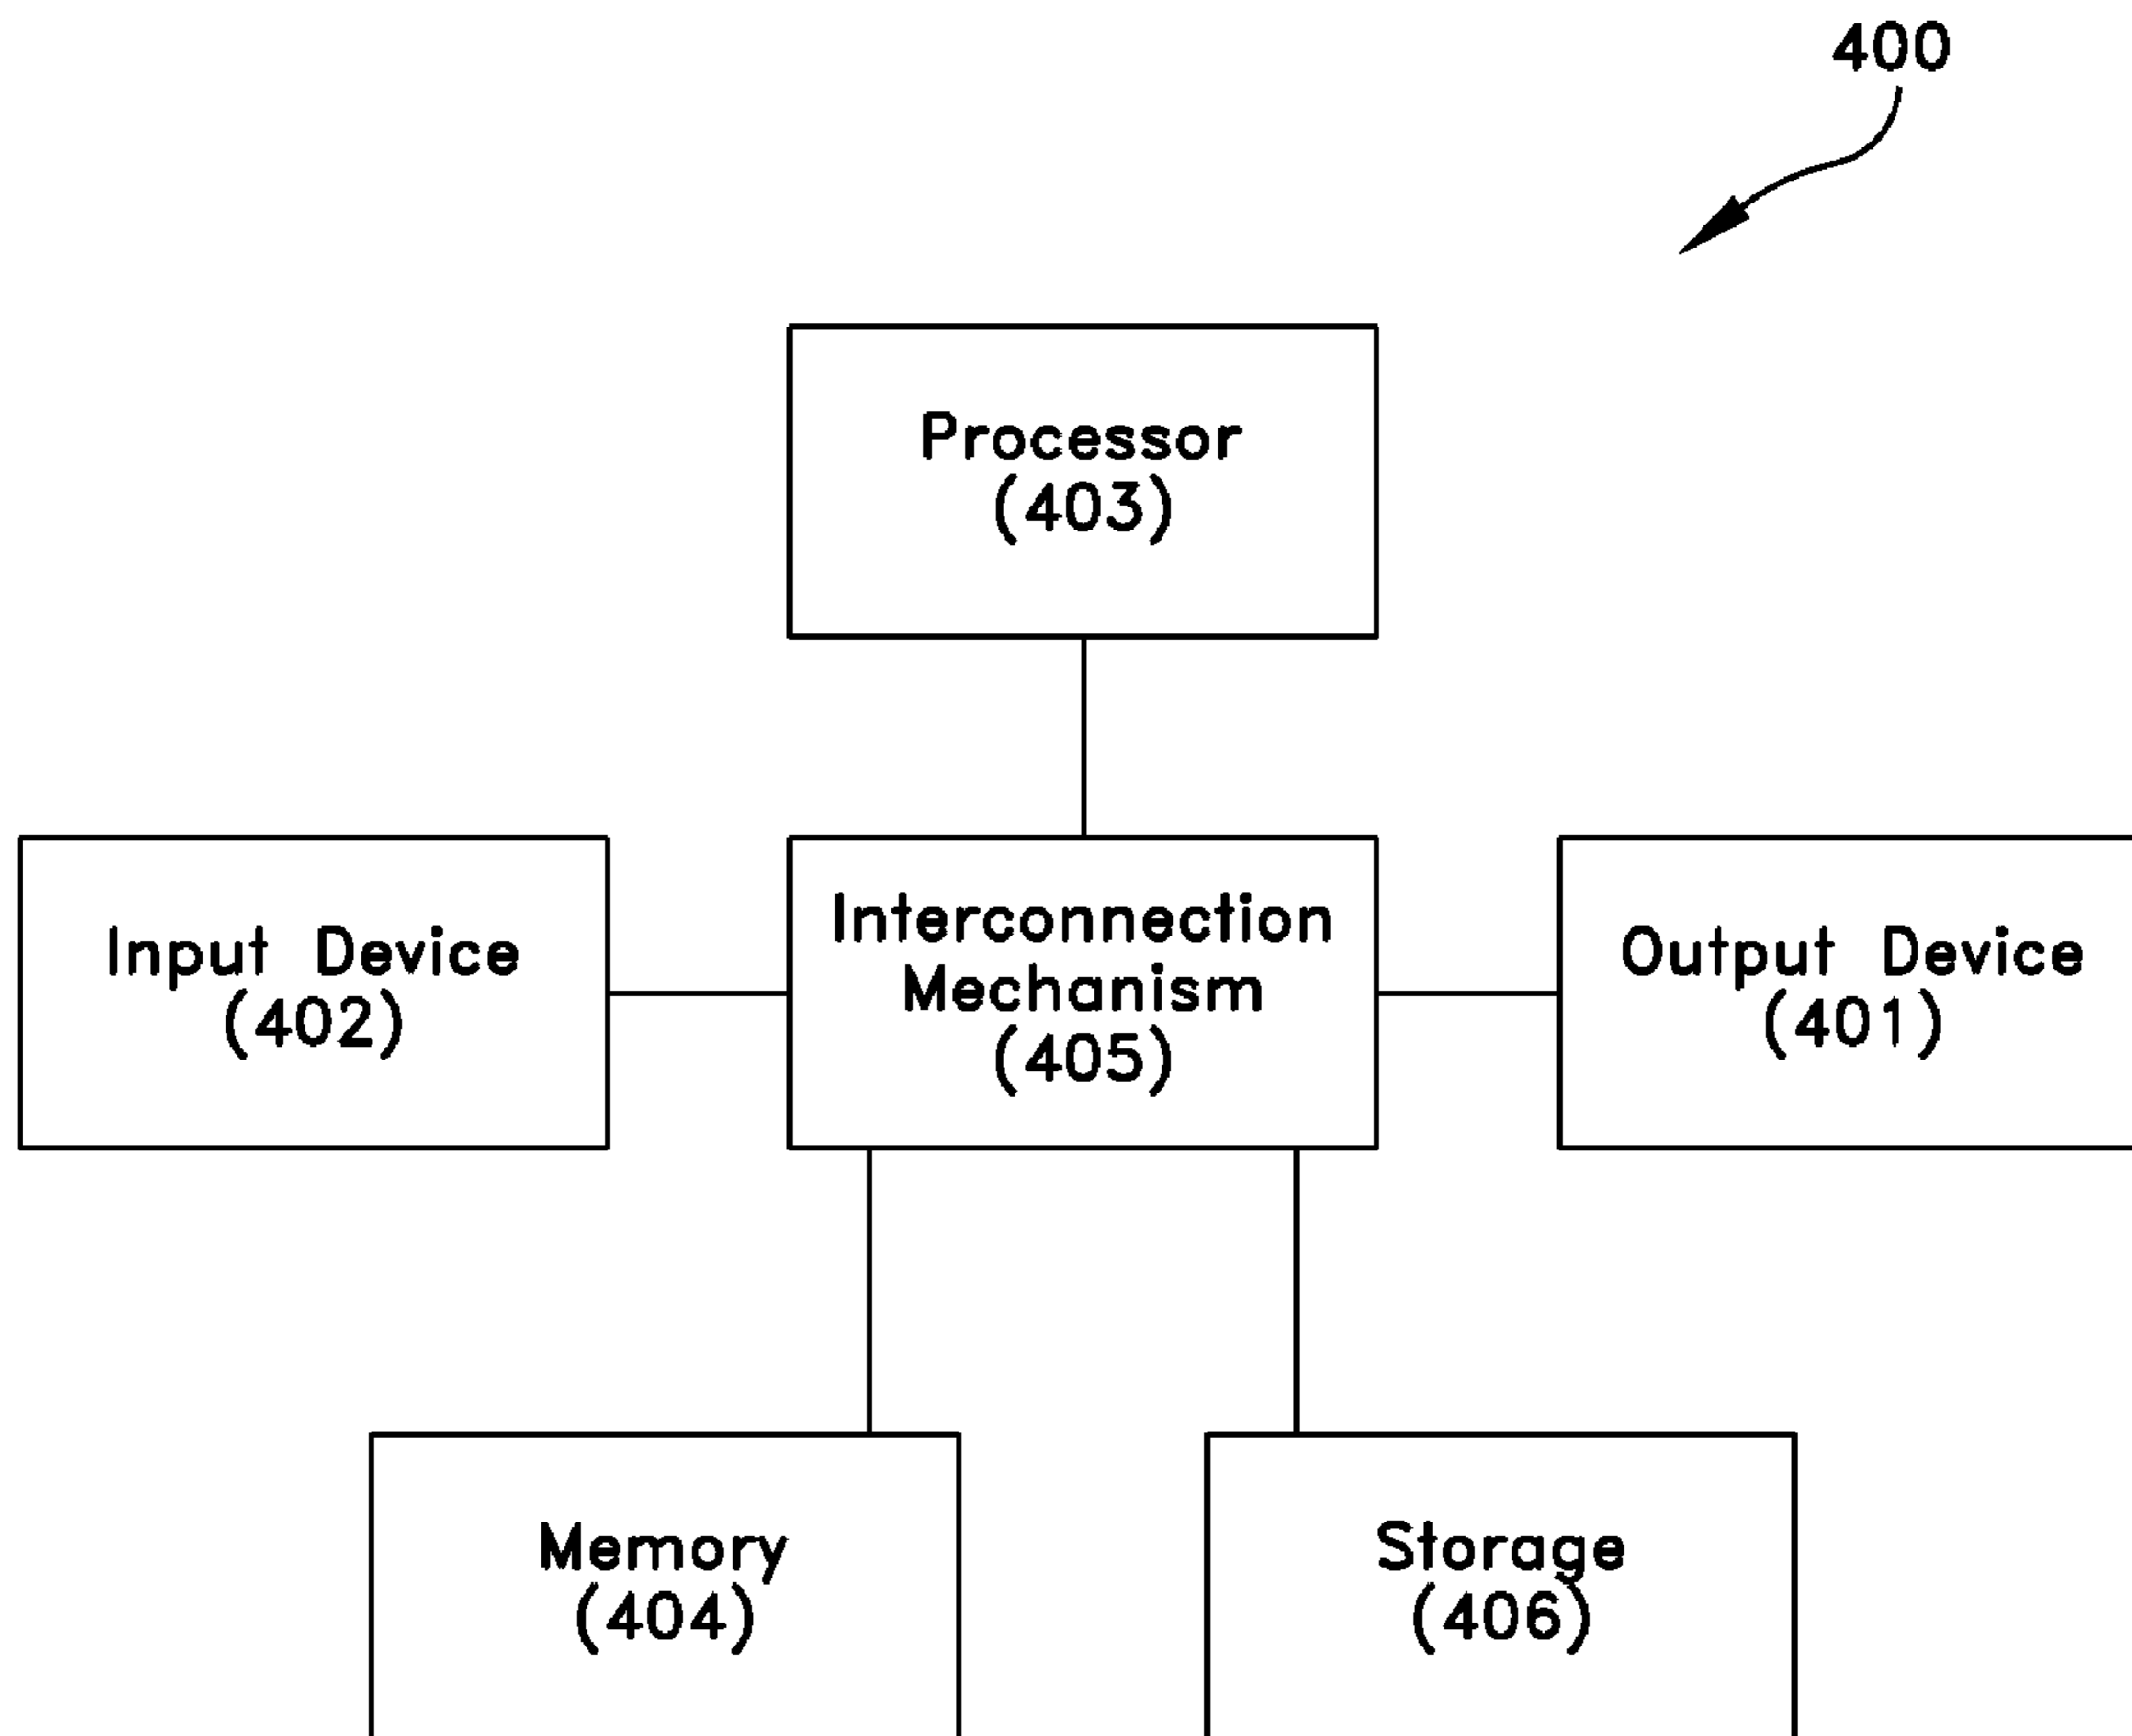 400
Processor
(403)
Input Device
(402)
Interconnection
Mechanism
(405)
Output Device
(401)
Memory
(404)
Storage
(406)